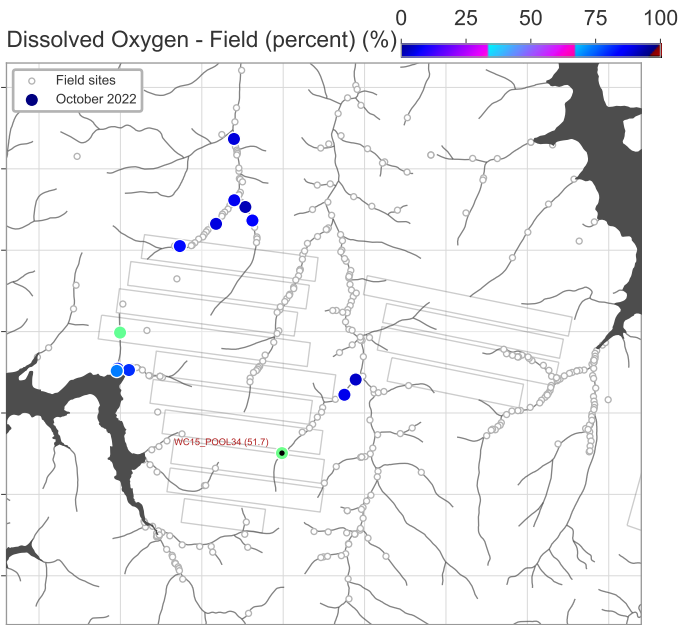 0 25 50 75 100
Dissolved Oxygen - Field (percent) (%)
Field sites
October 2022
WC15_POOL34 (51.7)